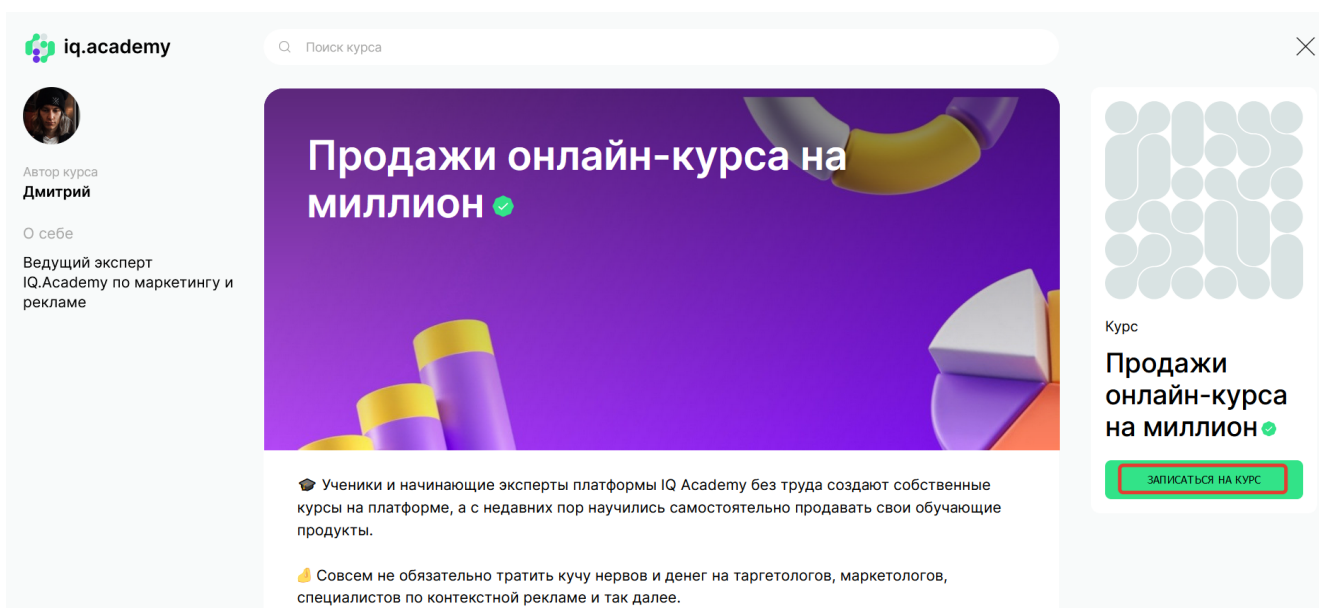 iq.academy
Поиск курса
Автор курса
Дмитрий
О себе
Ведущий эксперт
IQ.Academy по маркетингу и
рекламе
Продажи онлайн-курса на
миллион
🎓 Ученики и начинающие эксперты платформы IQ Academy без труда создают собственные
курсы на платформе, а с недавних пор научились самостоятельно продавать свои обучающие
продукты.
🤌 Совсем не обязательно тратить кучу нервов и денег на таргетологов, маркетологов,
специалистов по контекстной рекламе и так далее.
Курс
Продажи
онлайн-курса
на миллион
ЗАПИСАТЬСЯ НА КУРС